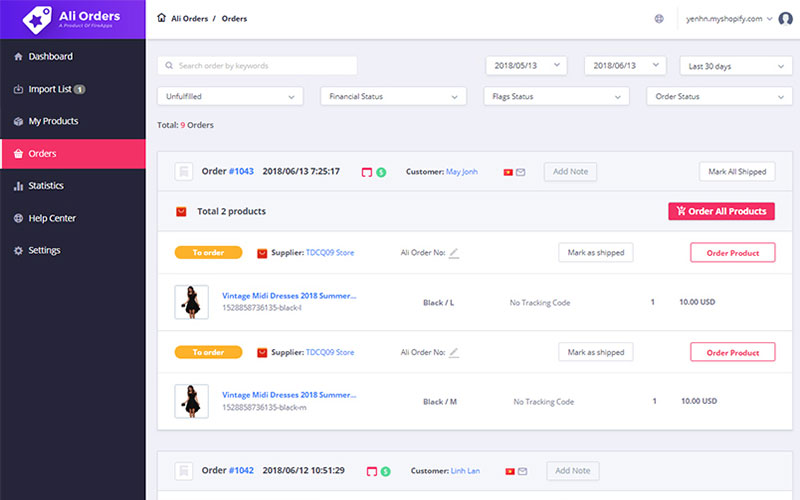 Ali Orders
A Product Of FireApps
Ali Orders / Orders
yenhn.myshopify.com
Dashboard
Import List 1
My Products
Orders
Statistics
Help Center
Settings
Search order by keywords
2018/05/13
2018/06/13
Last 30 days
Unfulfilled
Financial Status
Flags Status
Order Status
Total: 9 Orders
Order #1043 2018/06/13 7:25:17 $ Customer: May Jonh Add Note Mark All Shipped
Total 2 products Order All Products
To order Supplier: TDCQ09 Store Ali Order No: Mark as shipped Order Product
Vintage Midi Dresses 2018 Summer... Black / L No Tracking Code 1 10.00 USD
1528858736135-black-l
To order Supplier: TDCQ09 Store Ali Order No: Mark as shipped Order Product
Vintage Midi Dresses 2018 Summer... Black / M No Tracking Code 1 10.00 USD
1528858736135-black-m
Order #1042 2018/06/12 10:51:29 $ Customer: Linh Lan Add Note